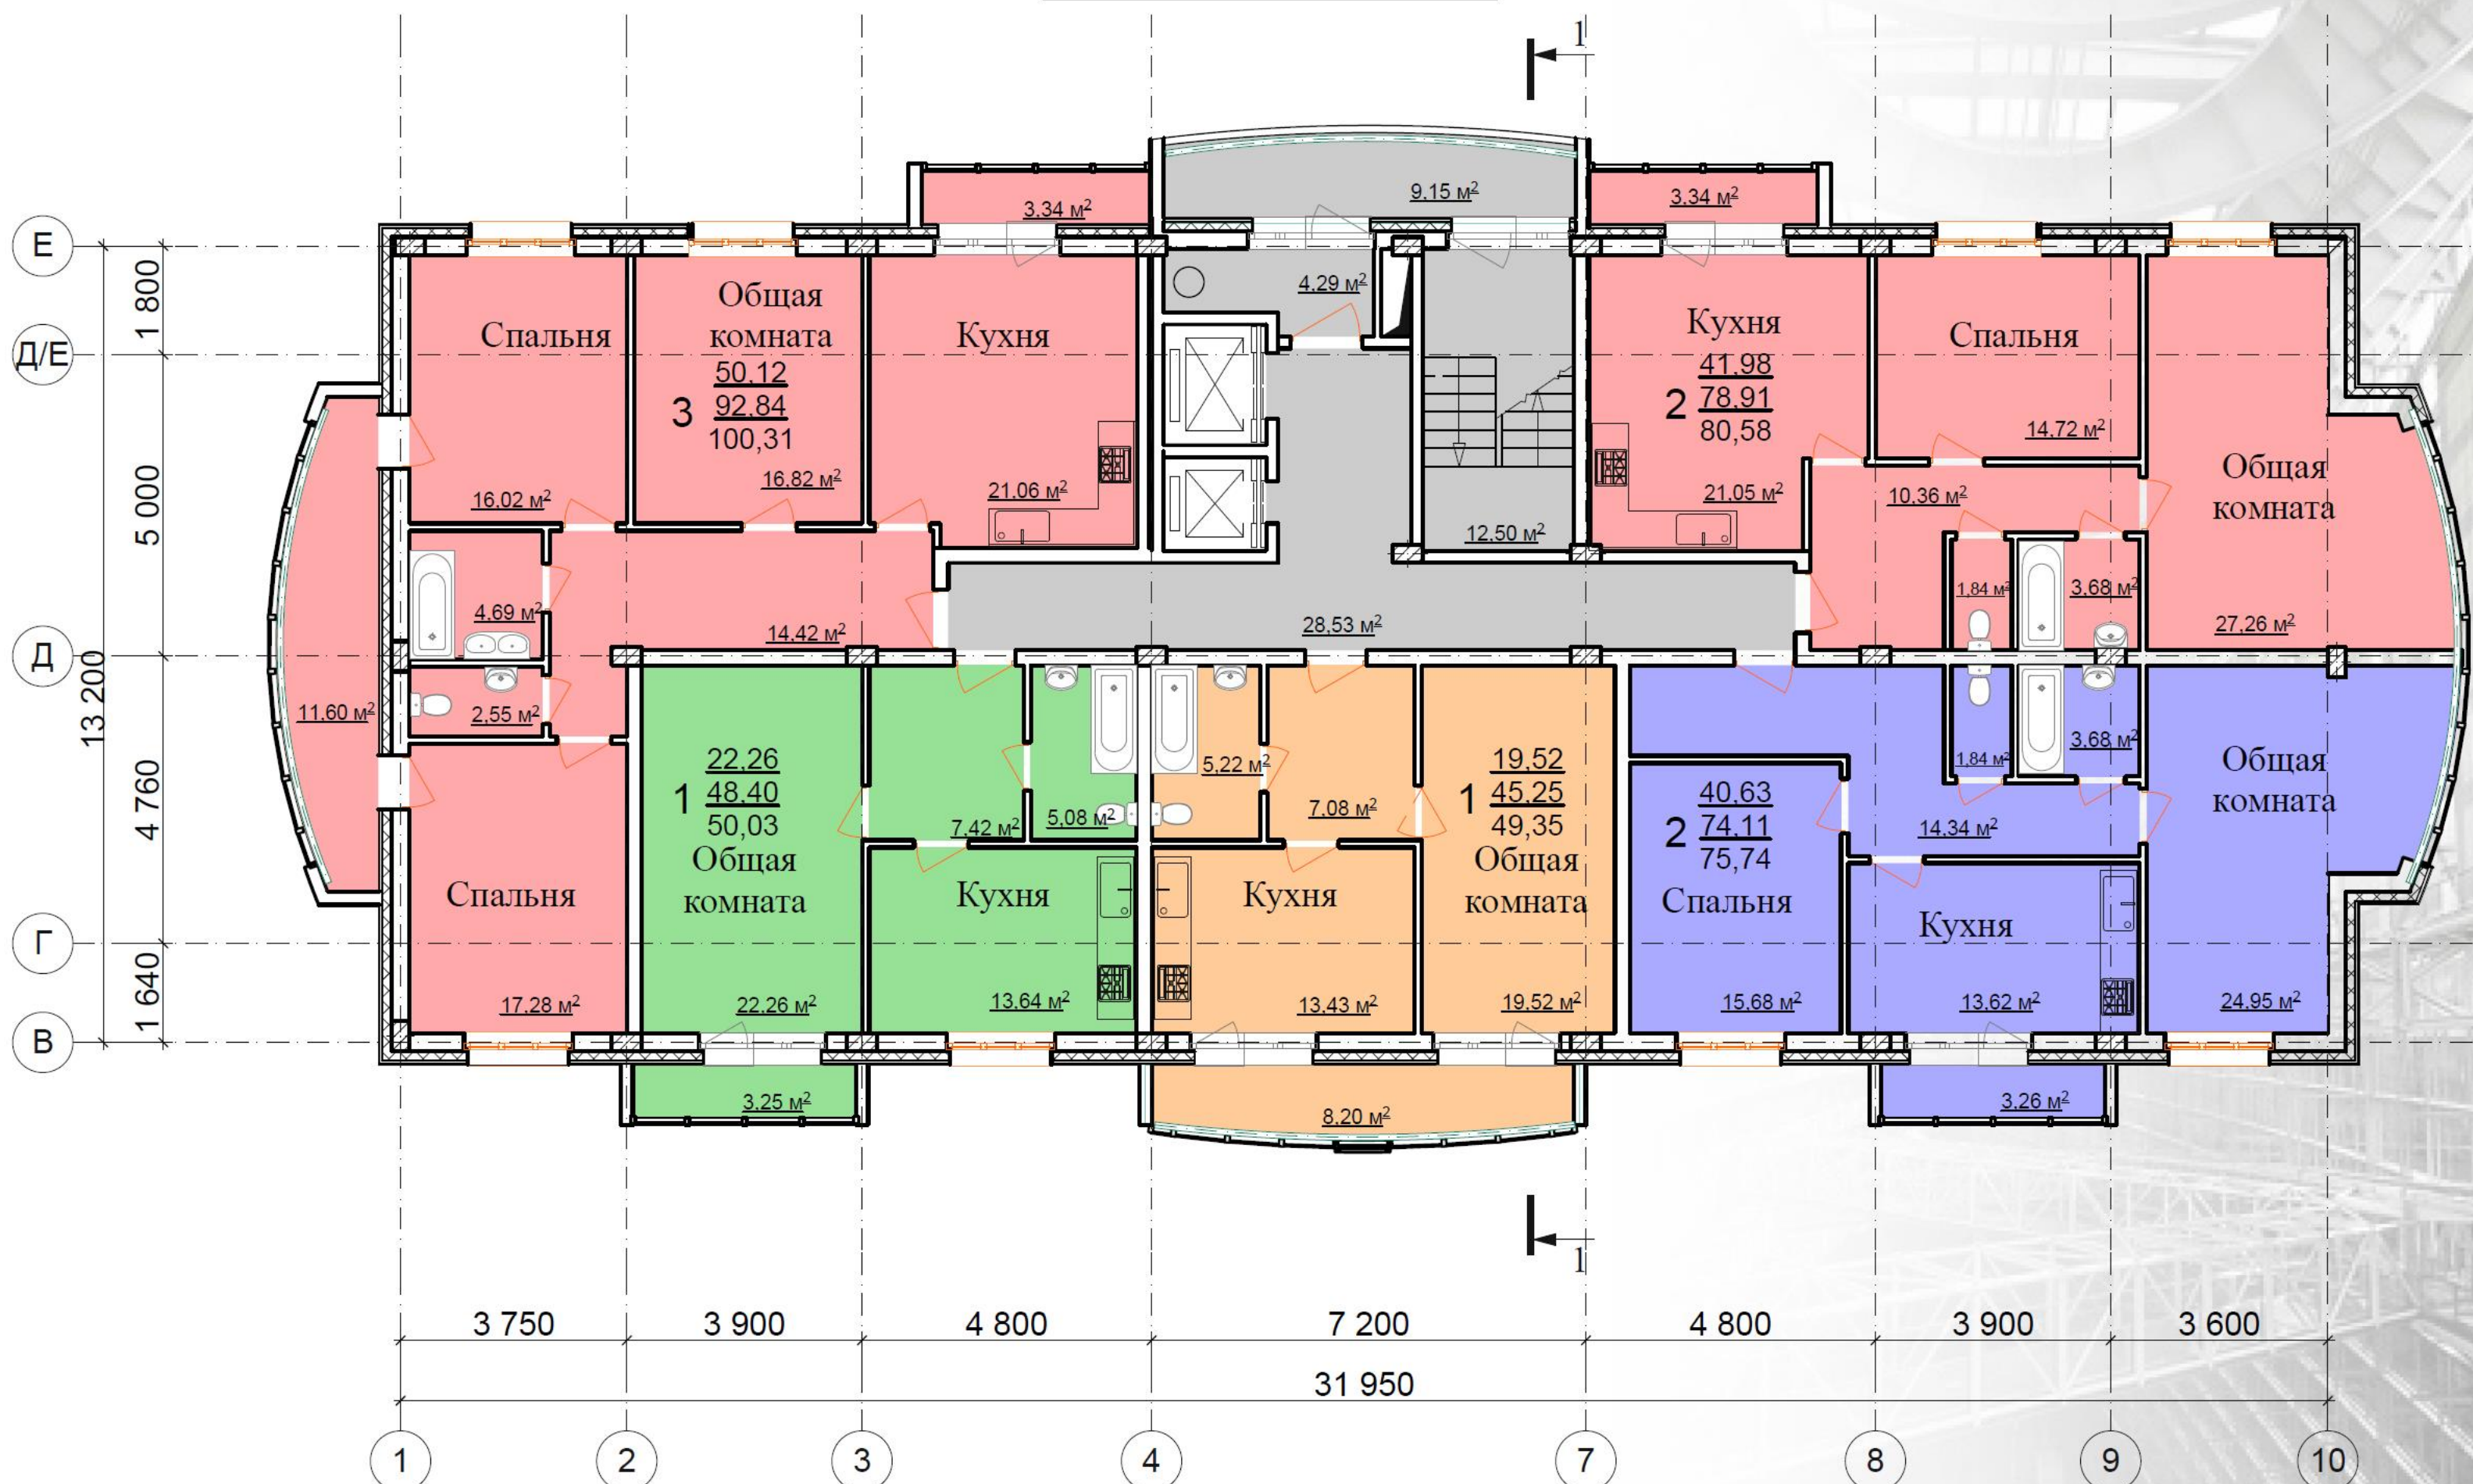 1
3,34 м²
9,15 м²
3,34 м²
Е
1 800
4,29 м²
Общая
комната
Спальня
Кухня
Кухня
Спальня
Д/Е
50,12
3 92,84
100,31
41,98
2 78,91
80,58
14,72 м²
Общая
комната
5 000
16,02 м²
16,82 м²
21,06 м²
12,50 м²
21,05 м²
10,36 м²
4,69 м²
14,42 м²
28,53 м²
1,84 м²
3,68 м²
27,26 м²
Д
13 200
11,60 м²
2,55 м²
22,26
1 48,40
50,03
Общая
комната
7,42 м²
5,08 м²
5,22 м²
7,08 м²
19,52
1 45,25
49,35
Общая
комната
40,63
2 74,11
75,74
Спальня
1,84 м²
3,68 м²
14,34 м²
Общая
комната
4 760
Спальня
Кухня
Кухня
Кухня
Г
1 640
17,28 м²
22,26 м²
13,64 м²
13,43 м²
19,52 м²
15,68 м²
13,62 м²
24,95 м²
В
3,25 м²
8,20 м²
3,26 м²
1
3 750
3 900
4 800
7 200
4 800
3 900
3 600
31 950
1
2
3
4
7
8
9
10